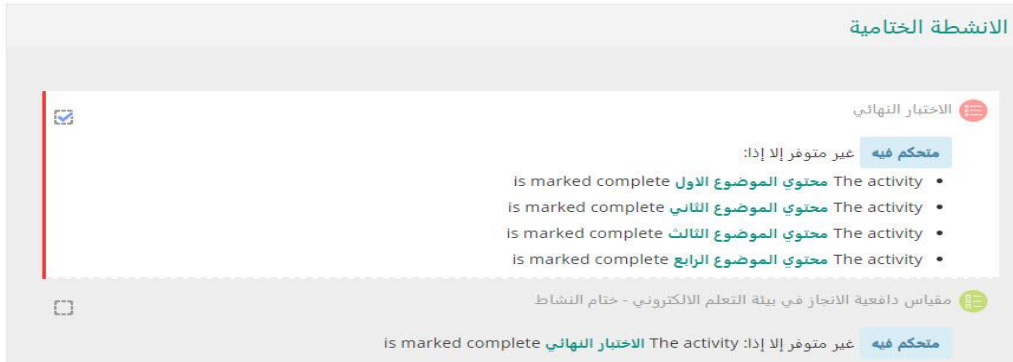 الانشطة الختامية
الاختبار النهائي
متحكم فيه غير متوفر إلا إذا:
• The activity محتوي الموضوع الاول is marked complete
• The activity محتوي الموضوع الثاني is marked complete
• The activity محتوي الموضوع الثالث is marked complete
• The activity محتوي الموضوع الرابع is marked complete
مقياس دافعية الانجاز في بيئة التعلم الالكتروني - ختام النشاط
متحكم فيه غير متوفر إلا إذا: The activity الاختبار النهائي is marked complete